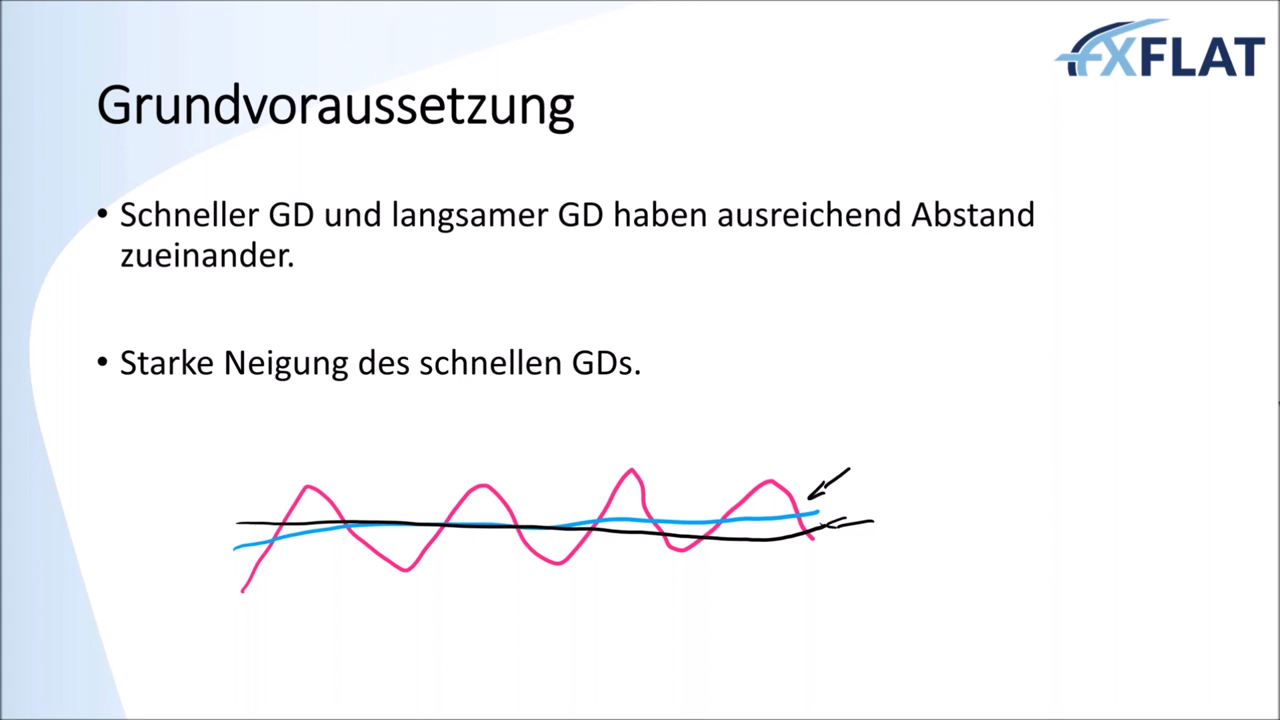 FXFLAT
Grundvoraussetzung
• Schneller GD und langsamer GD haben ausreichend Abstand
zueinander.
• Starke Neigung des schnellen GDs.